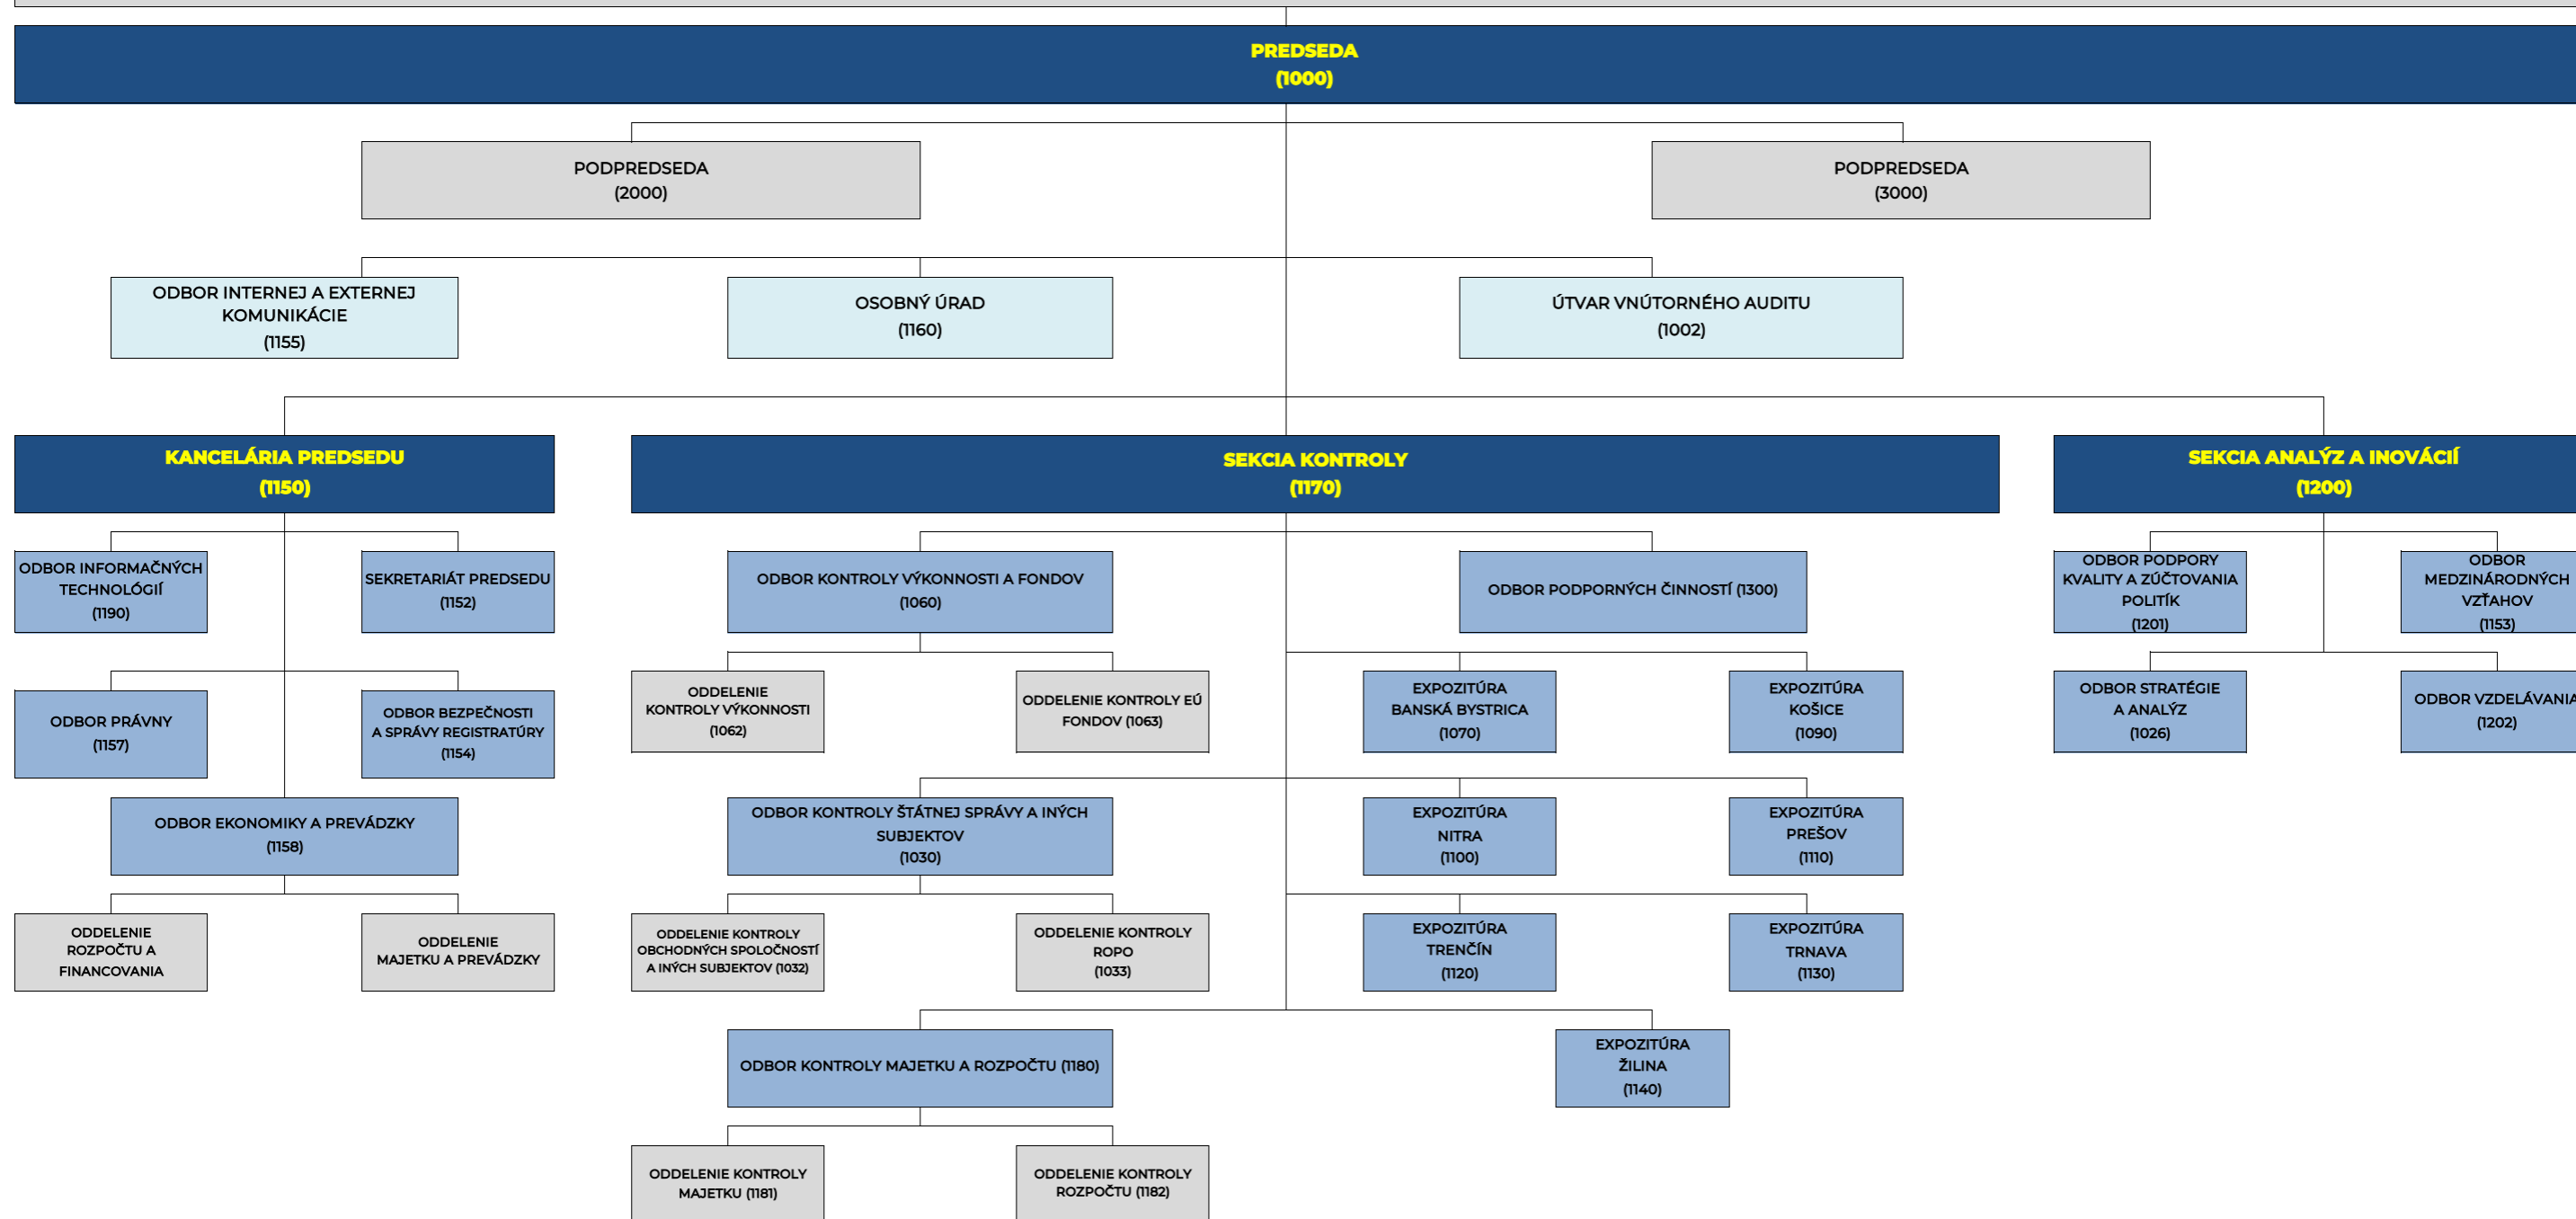 PREDSEDA
(1000)
PODPREDSEDA
(2000)
PODPREDSEDA
(3000)
ODBOR INTERNEJ A EXTERNEJ
KOMUNIKÁCIE
(1155)
OSOBNÝ ÚRAD
(1160)
ÚTVAR VNÚTORNÉHO AUDITU
(1002)
KANCELÁRIA PREDSEDU
(1150)
SEKCIA KONTROLY
(1170)
SEKCIA ANALÝZ A INOVÁCIÍ
(1200)
ODBOR INFORMAČNÝCH
TECHNOLÓGIÍ
(1190)
SEKRETARIÁT PREDSEDU
(1152)
ODBOR KONTROLY VÝKONNOSTI A FONDOV
(1060)
ODBOR PODPORNÝCH ČINNOSTÍ (1300)
ODBOR PODPORY
KVALITY A ZÚČTOVANIA
POLITÍK
(1201)
ODBOR
MEDZINÁRODNÝCH
VZŤAHOV
(1153)
ODBOR PRÁVNY
(1157)
ODBOR BEZPEČNOSTI
A SPRÁVY REGISTRATÚRY
(1154)
ODDELENIE
KONTROLY VÝKONNOSTI
(1062)
ODDELENIE KONTROLY EÚ
FONDOV (1063)
EXPOZITÚRA
BANSKÁ BYSTRICA
(1070)
EXPOZITÚRA
KOŠICE
(1090)
ODBOR STRATÉGIE
A ANALÝZ
(1026)
ODBOR VZDELÁVANIA
(1202)
ODBOR EKONOMIKY A PREVÁDZKY
(1158)
ODBOR KONTROLY ŠTÁTNEJ SPRÁVY A INÝCH
SUBJEKTOV
(1030)
EXPOZITÚRA
NITRA
(1100)
EXPOZITÚRA
PREŠOV
(1110)
ODDELENIE
ROZPOČTU A
FINANCOVANIA
ODDELENIE
MAJETKU A PREVÁDZKY
ODDELENIE KONTROLY
OBCHODNÝCH SPOLOČNOSTÍ
A INÝCH SUBJEKTOV (1032)
ODDELENIE KONTROLY
ROPO
(1033)
EXPOZITÚRA
TRENČÍN
(1120)
EXPOZITÚRA
TRNAVA
(1130)
ODBOR KONTROLY MAJETKU A ROZPOČTU (1180)
EXPOZITÚRA
ŽILINA
(1140)
ODDELENIE KONTROLY
MAJETKU (1181)
ODDELENIE KONTROLY
ROZPOČTU (1182)